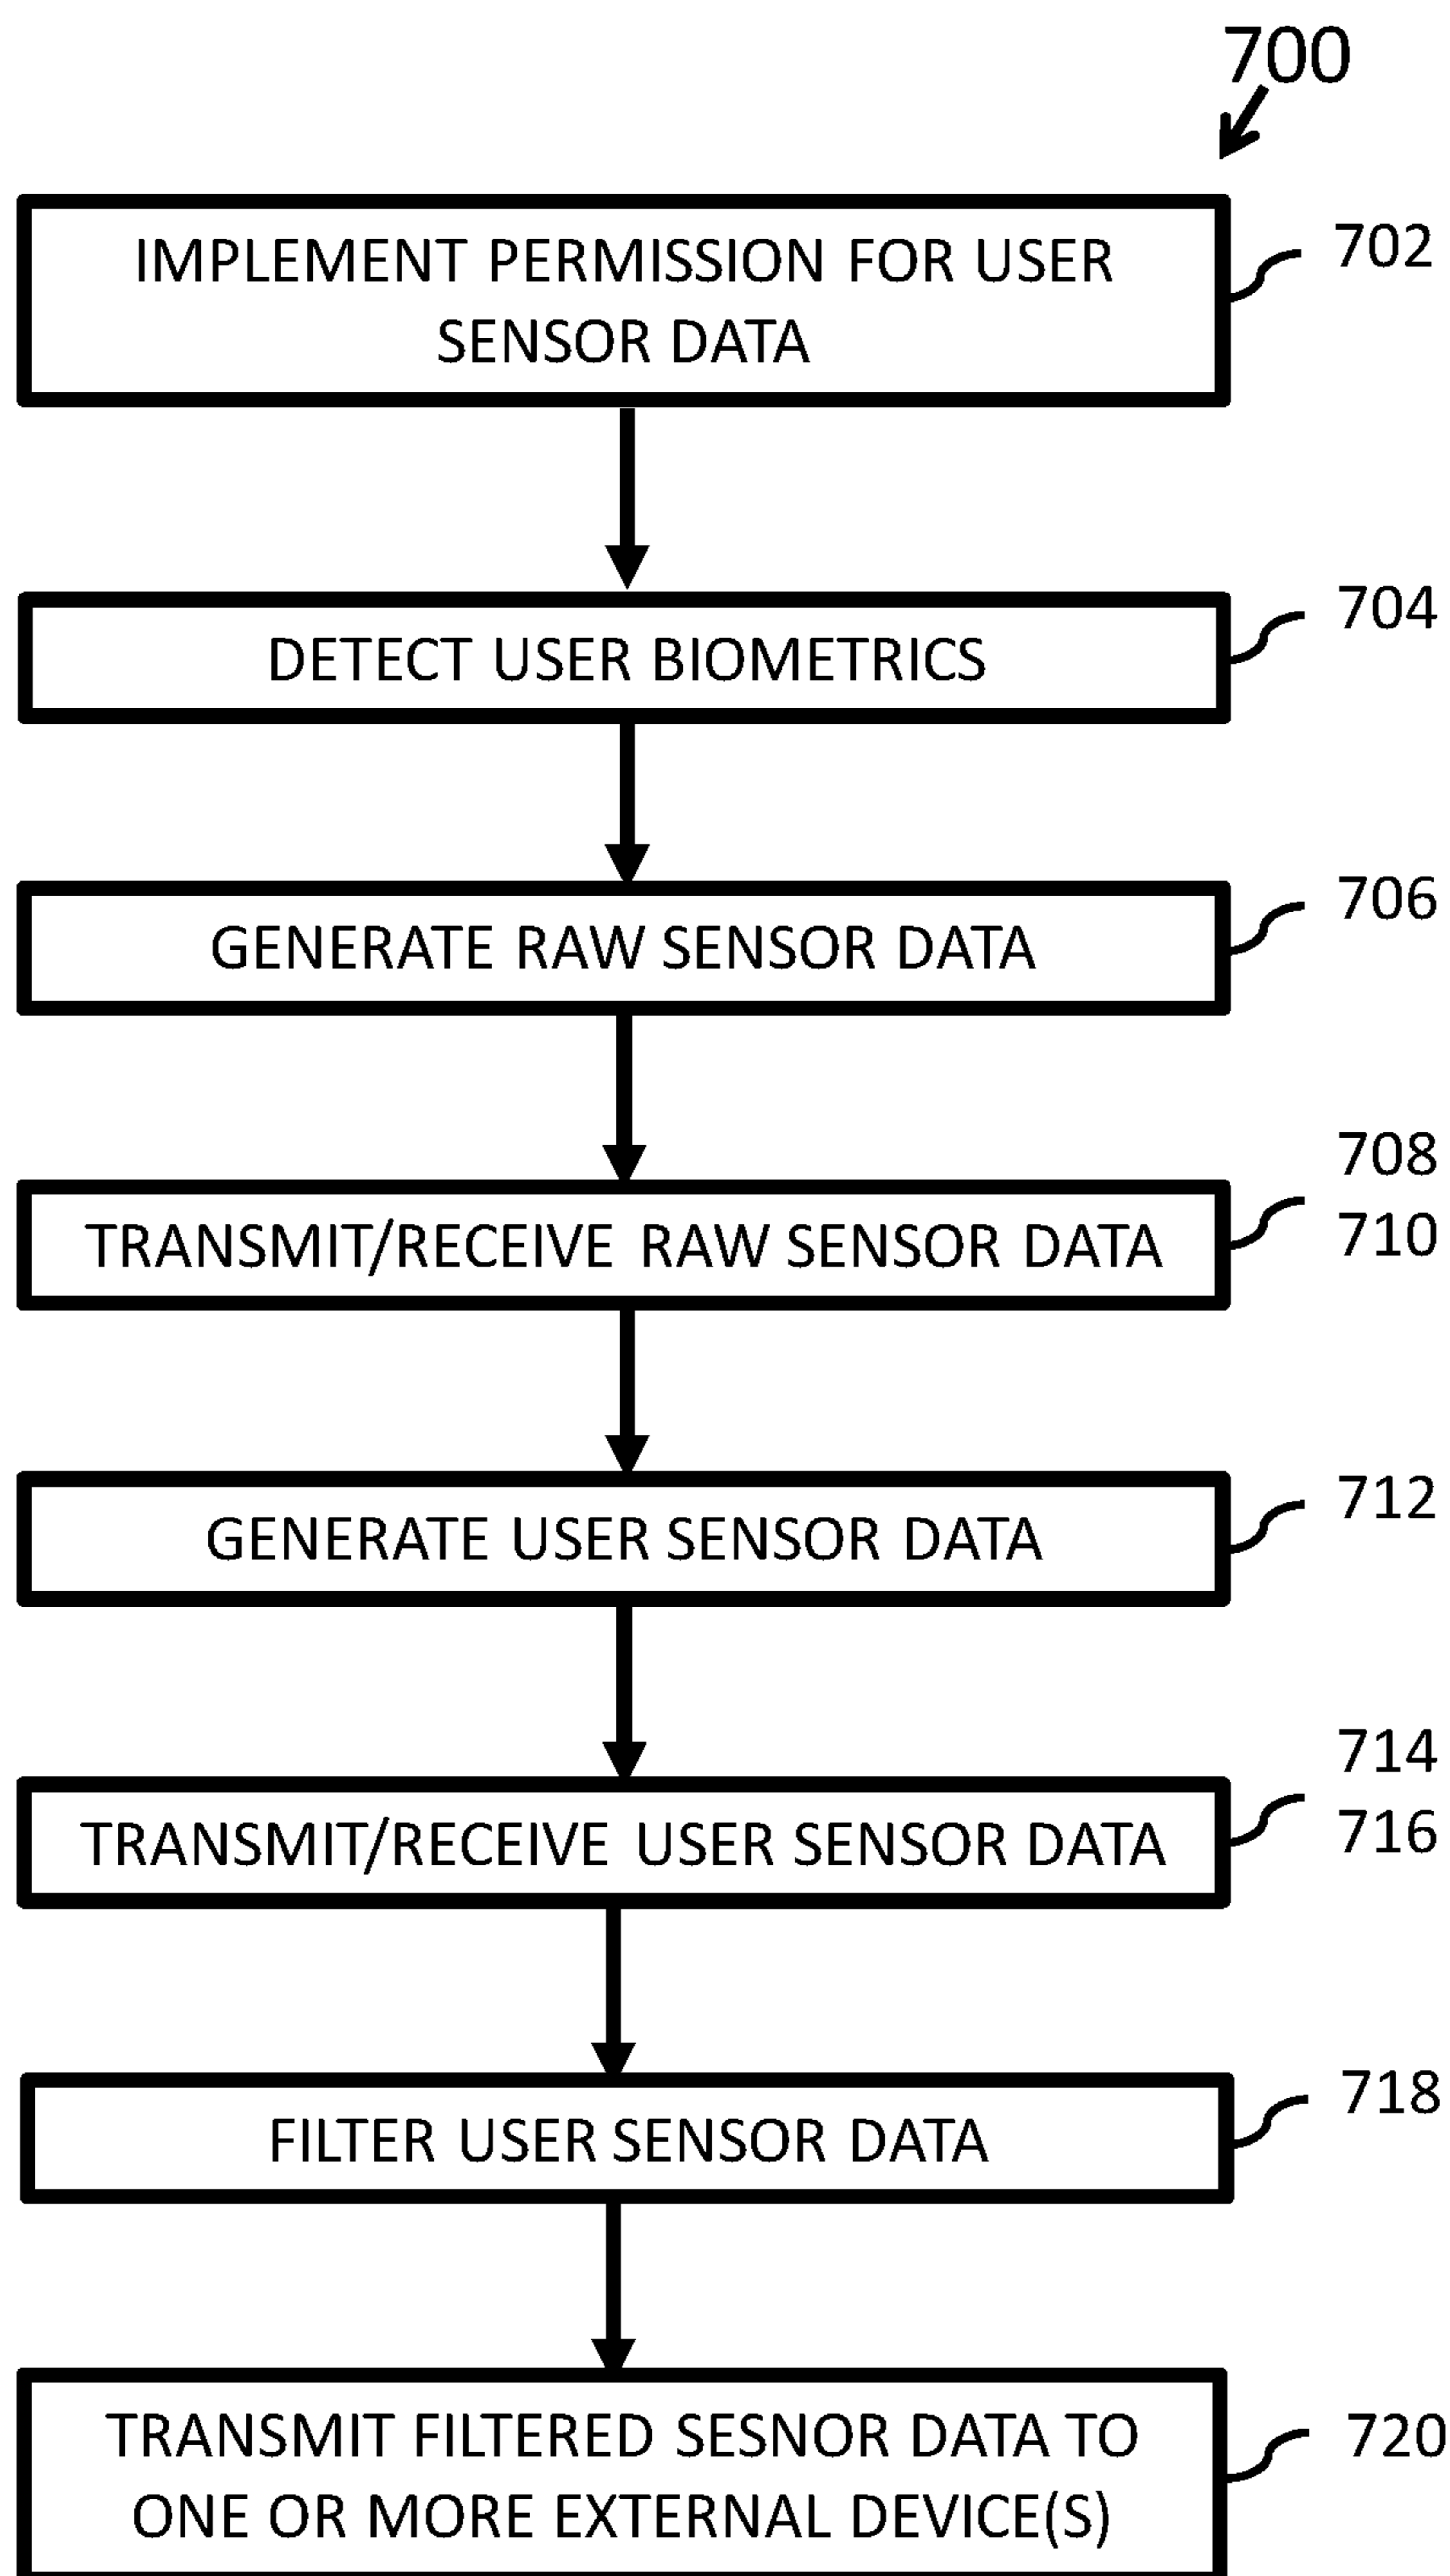 700
IMPLEMENT PERMISSION FOR USER
SENSOR DATA
702
DETECT USER BIOMETRICS
704
GENERATE RAW SENSOR DATA
706
TRANSMIT/RECEIVE RAW SENSOR DATA
708
710
GENERATE USER SENSOR DATA
712
TRANSMIT/RECEIVE USER SENSOR DATA
714
716
FILTER USER SENSOR DATA
718
TRANSMIT FILTERED SESNOR DATA TO
ONE OR MORE EXTERNAL DEVICE(S)
720